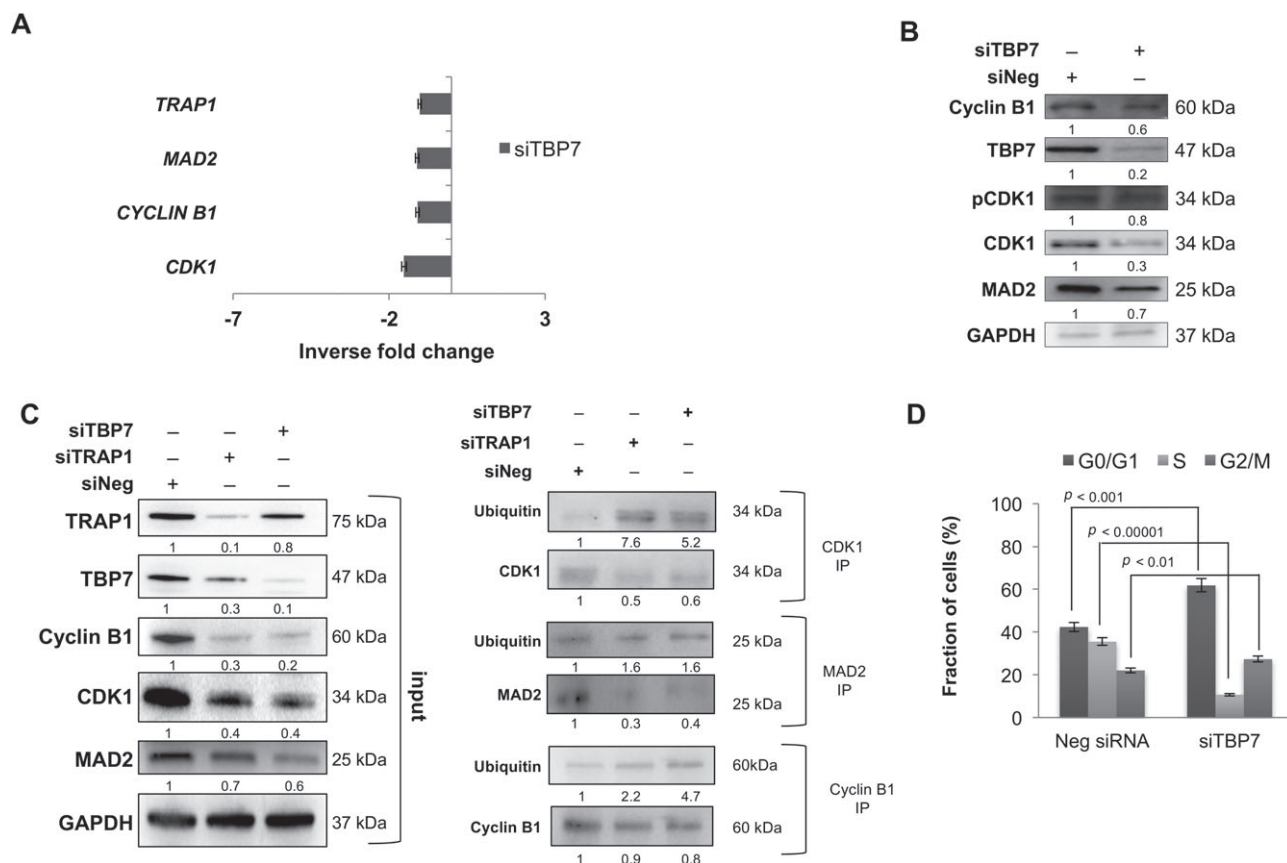 A
TRAP1
MAD2
CYCLIN B1
CDK1
siTBP7
-7 -2 3
Inverse fold change
B
siTBP7 – +
siNeg + –
Cyclin B1 60 kDa
1 0.6
TBP7 47 kDa
1 0.2
pCDK1 34 kDa
1 0.8
CDK1 34 kDa
1 0.3
MAD2 25 kDa
1 0.7
GAPDH 37 kDa
C
siTBP7 – – +
siTRAP1 – + –
siNeg + – –
TRAP1 75 kDa
1 0.1 0.8
TBP7 47 kDa
1 0.3 0.1
Cyclin B1 60 kDa
1 0.3 0.2
CDK1 34 kDa
1 0.4 0.4
MAD2 25 kDa
1 0.7 0.6
GAPDH 37 kDa
input
siTBP7 – – +
siTRAP1 – + –
siNeg + – –
Ubiquitin 34 kDa
1 7.6 5.2
CDK1 34 kDa
1 0.5 0.6
CDK1
IP
Ubiquitin 25 kDa
1 1.6 1.6
MAD2 25 kDa
1 0.3 0.4
MAD2
IP
Ubiquitin 60kDa
1 2.2 4.7
Cyclin B1 60 kDa
1 0.9 0.8
Cyclin B1
IP
D
G0/G1 S G2/M
p < 0.001
p < 0.00001
p < 0.01
Fraction of cells (%)
100
80
60
40
20
0
Neg siRNA siTBP7